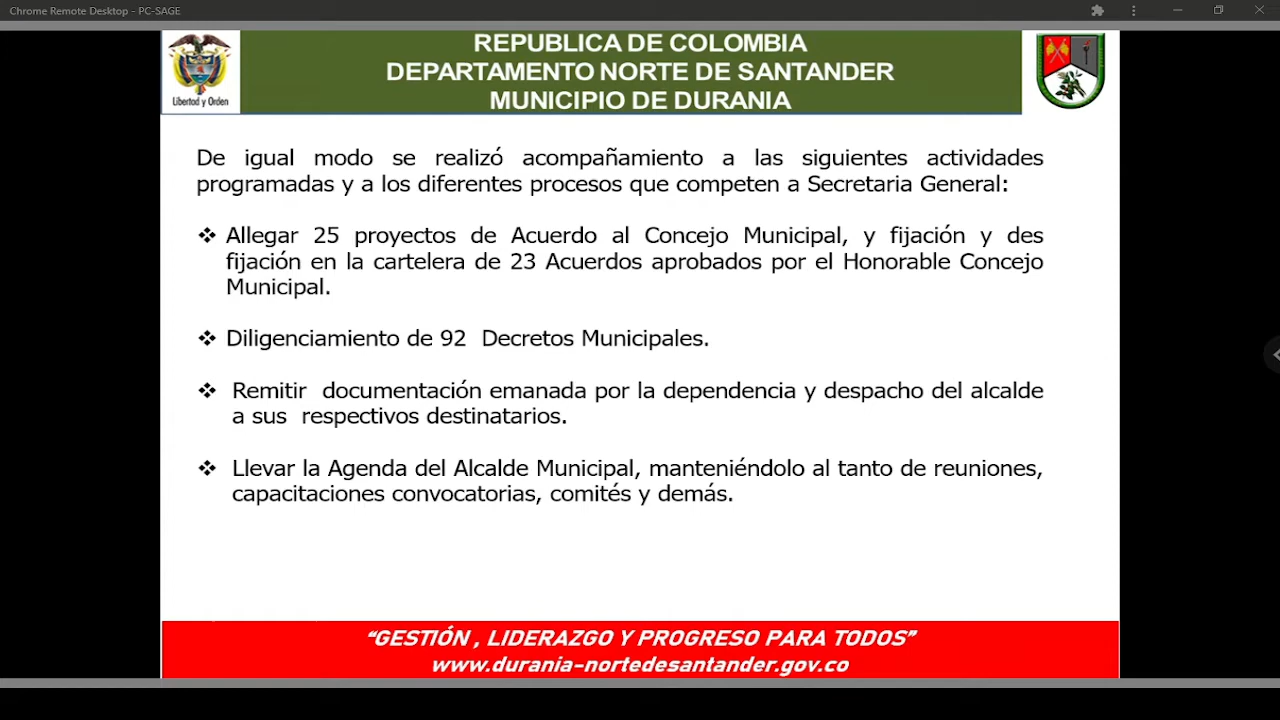 Chrome Remote Desktop - PC-SAGE
REPUBLICA DE COLOMBIA
DEPARTAMENTO NORTE DE SANTANDER
MUNICIPIO DE DURANIA
Libertad y Orden
De igual modo se realizó acompañamiento a las siguientes actividades
programadas y a los diferentes procesos que competen a Secretaria General:
❖ Allegar 25 proyectos de Acuerdo al Concejo Municipal, y fijación y des
fijación en la cartelera de 23 Acuerdos aprobados por el Honorable Concejo
Municipal.
❖ Diligenciamiento de 92 Decretos Municipales.
❖ Remitir documentación emanada por la dependencia y despacho del alcalde
a sus respectivos destinatarios.
❖ Llevar la Agenda del Alcalde Municipal, manteniéndolo al tanto de reuniones,
capacitaciones convocatorias, comités y demás.
“GESTIÓN , LIDERAZGO Y PROGRESO PARA TODOS”
www.durania-nortedesantander.gov.co